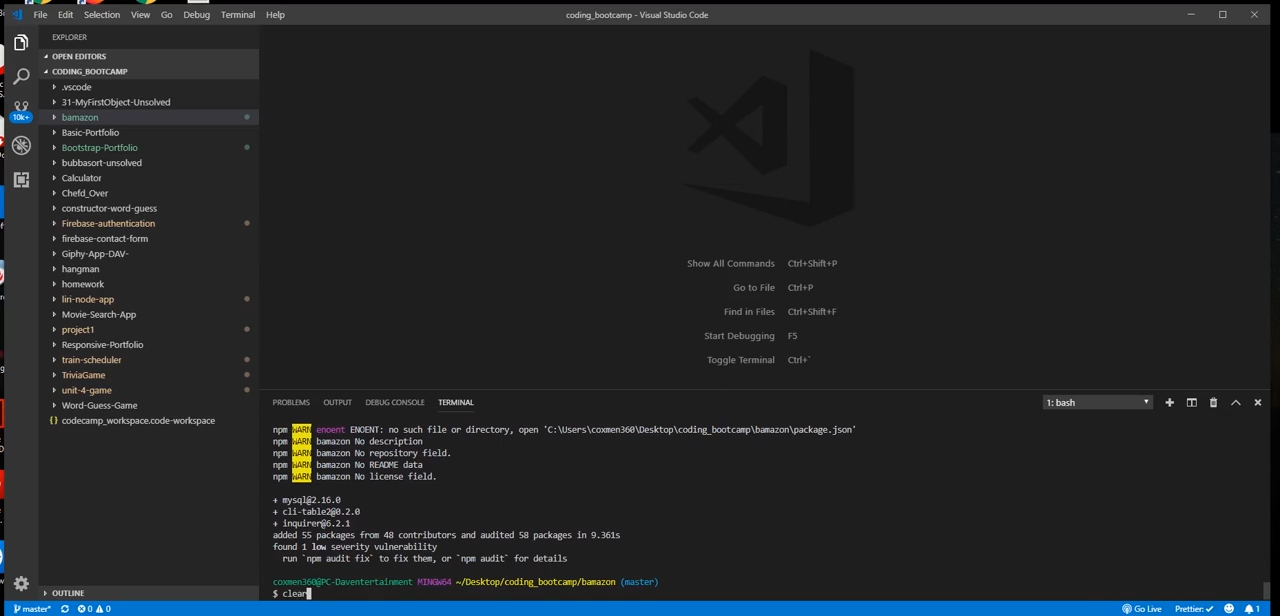 File Edit Selection View Go Debug Terminal Help
coding_bootcamp - Visual Studio Code
EXPLORER
OPEN EDITORS
CODING_BOOTCAMP
.vscode
31-MyFirstObject-Unsolved
bamazon
Basic-Portfolio
Bootstrap-Portfolio
bubbasort-unsolved
Calculator
Chefd_Over
constructor-word-guess
Firebase-authentication
firebase-contact-form
Giphy-App-DAV-
hangman
homework
liri-node-app
Movie-Search-App
project1
Responsive-Portfolio
train-scheduler
TriviaGame
unit-4-game
Word-Guess-Game
{} codecamp_workspace.code-workspace
OUTLINE
10k+
Show All Commands Ctrl+Shift+P
Go to File Ctrl+P
Find in Files Ctrl+Shift+F
Start Debugging F5
Toggle Terminal Ctrl+`
PROBLEMS OUTPUT DEBUG CONSOLE TERMINAL
1: bash
npm WARN enoent ENOENT: no such file or directory, open 'C:\Users\coxmen360\Desktop\coding_bootcamp\bamazon\package.json'
npm WARN bamazon No description
npm WARN bamazon No repository field.
npm WARN bamazon No README data
npm WARN bamazon No license field.
+ mysql@2.16.0
+ cli-table2@0.2.0
+ inquirer@6.2.1
added 55 packages from 48 contributors and audited 58 packages in 9.361s
found 1 low severity vulnerability
run `npm audit fix` to fix them, or `npm audit` for details
coxmen360@PC-Daventertainment MINGW64 ~/Desktop/coding_bootcamp/bamazon (master)
$ clear
master* 0 0
Go Live Prettier: ✓ 1